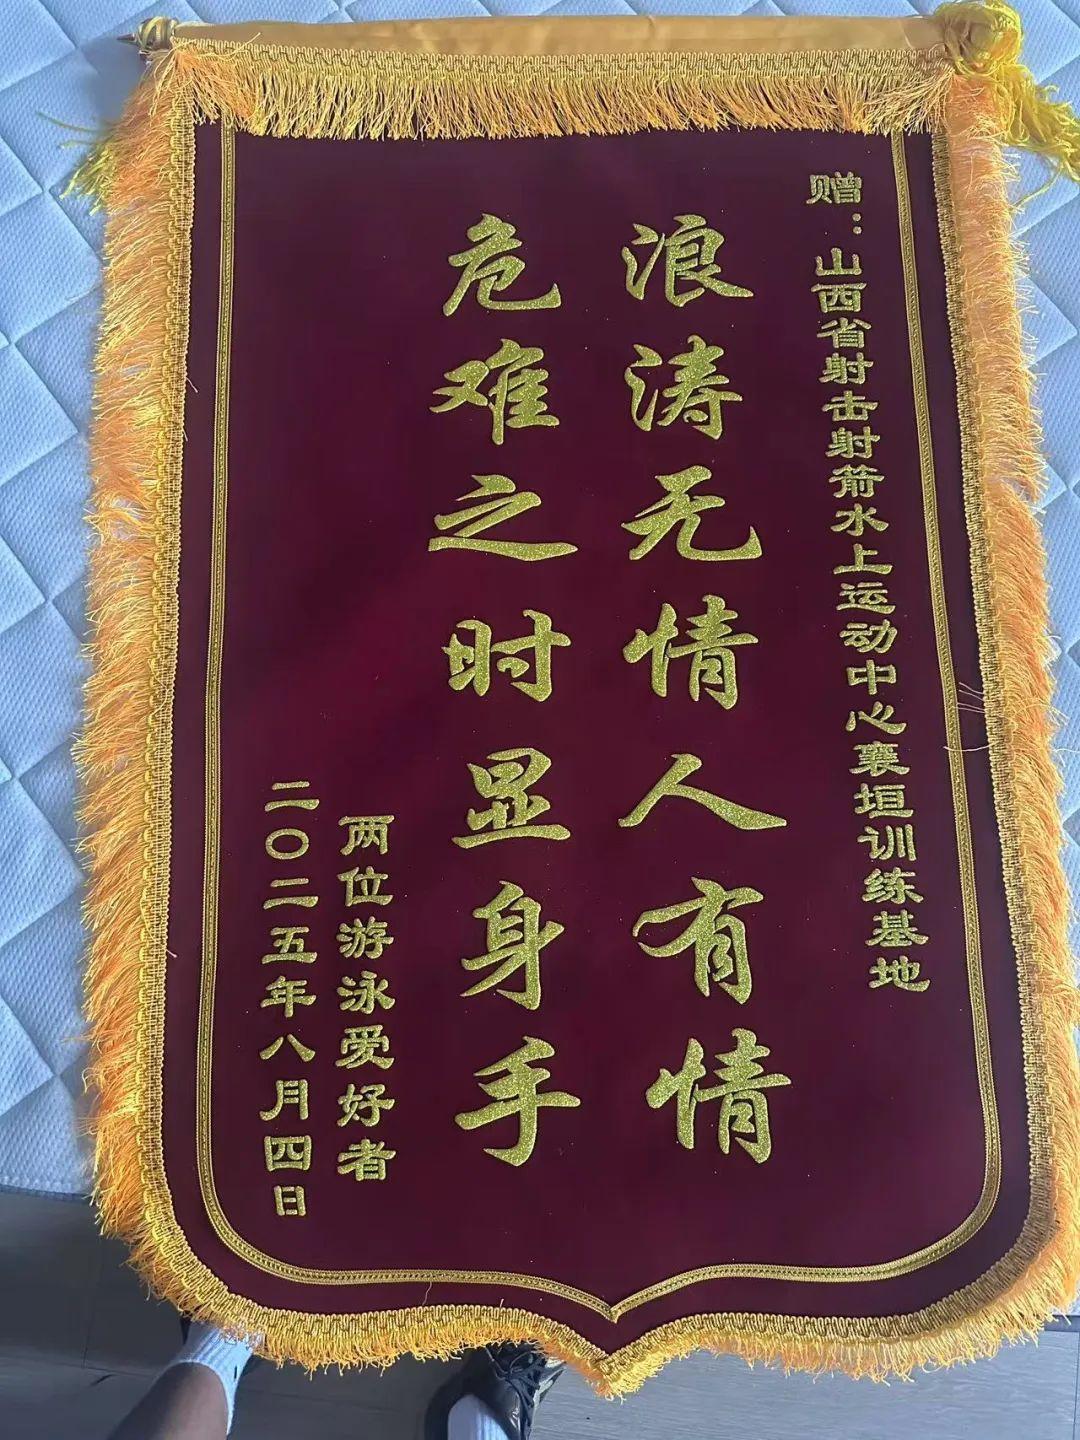 赠：山西省射击射箭水上运动中心襄垣训练基地
浪涛无情人有情
危难之时显身手
两位游泳爱好者
二〇二五年八月四日